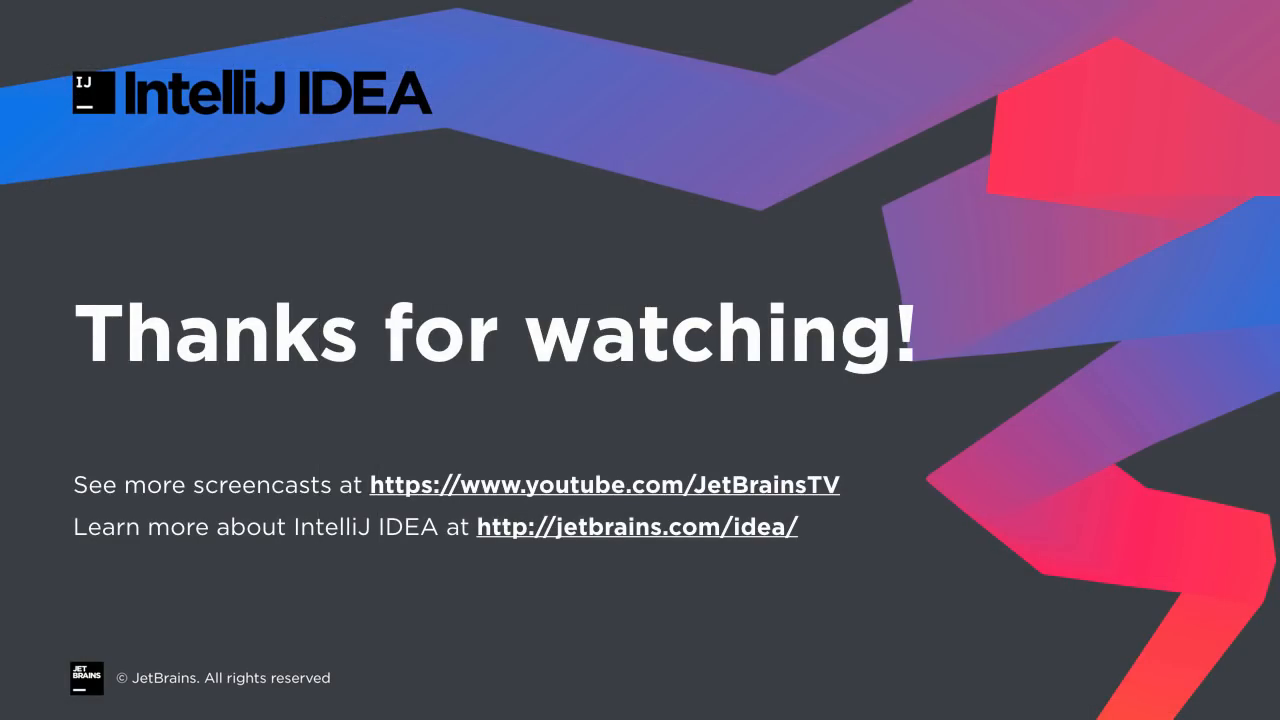 IJ
IntelliJ IDEA
Thanks for watching!
See more screencasts at https://www.youtube.com/JetBrainsTV
Learn more about IntelliJ IDEA at http://jetbrains.com/idea/
JET
BRAINS
© JetBrains. All rights reserved